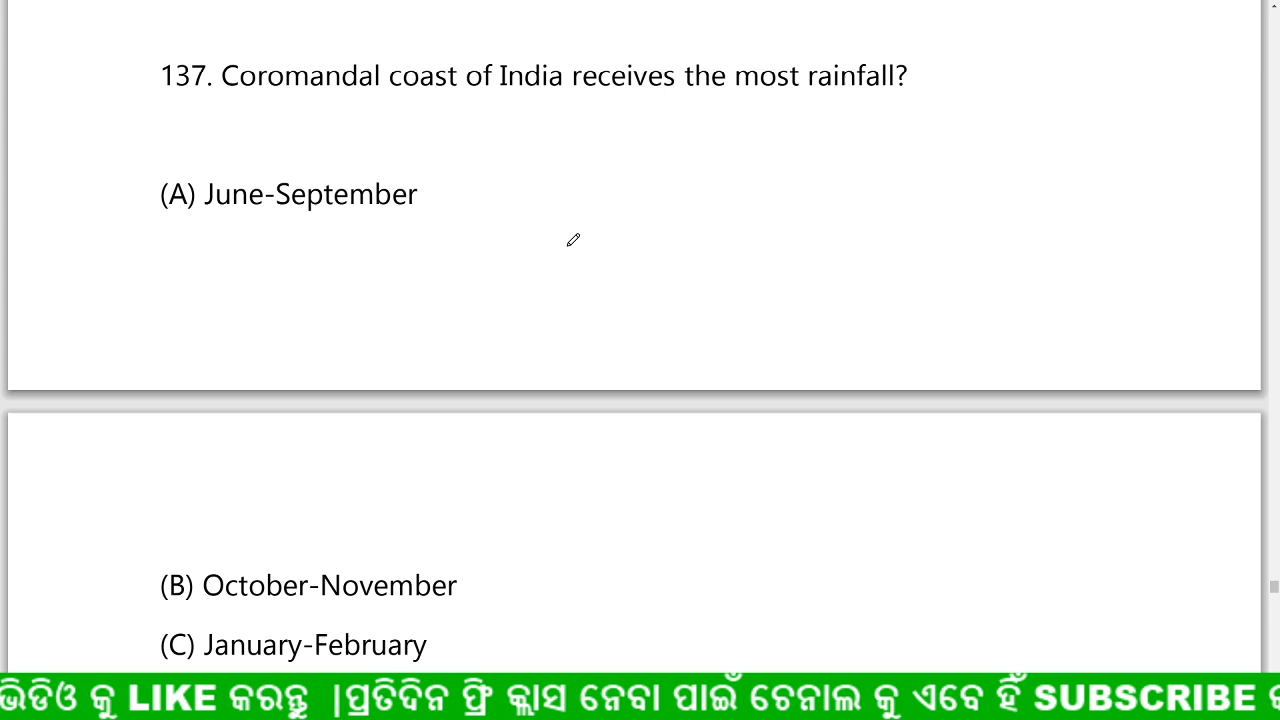 137. Coromandal coast of India receives the most rainfall?
(A) June-September
(B) October-November
(C) January-February
ଭିଡିଓ କୁ LIKE କରନ୍ତୁ |ପ୍ରତିଦିନ ଫ୍ରି କ୍ଲାସ ନେବା ପାଇଁ ଚେନାଲ କୁ ଏବେ ହିଁ SUBSCRIBE